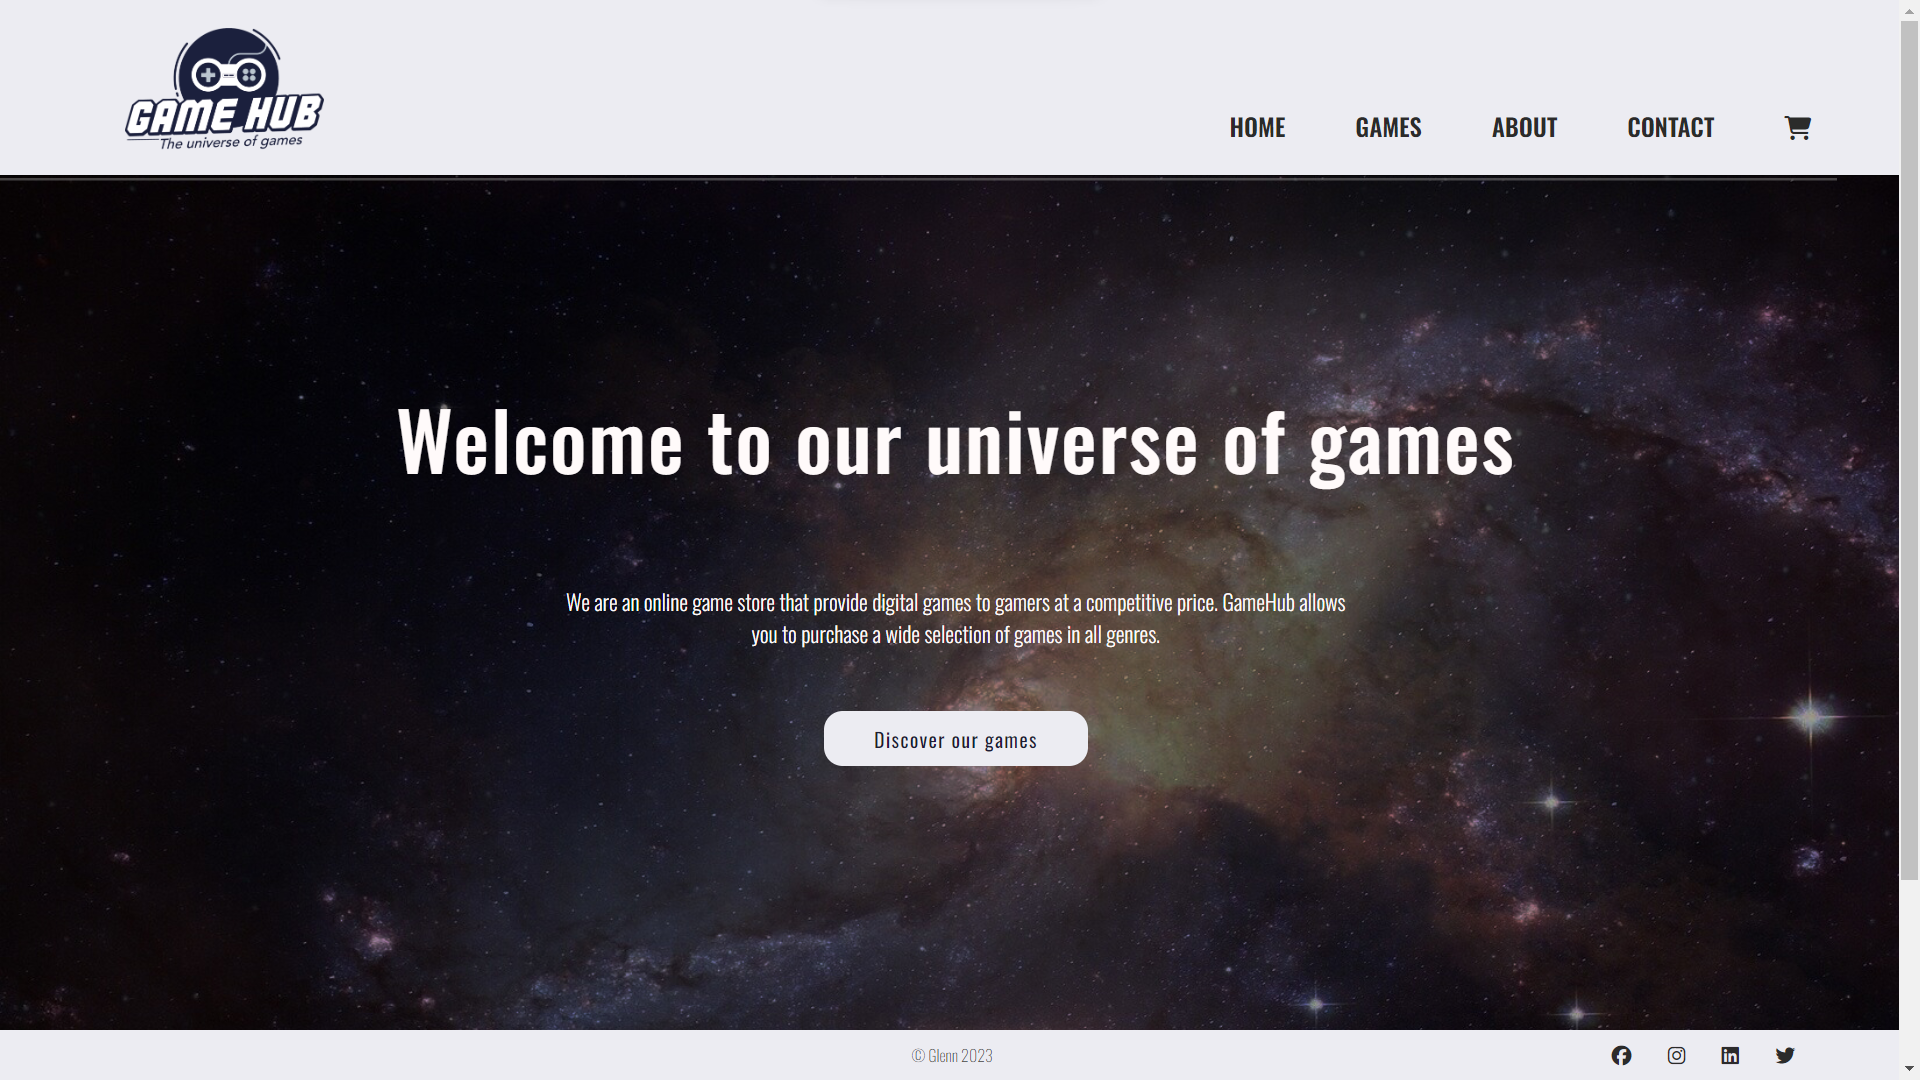 GAME HUB
The universe of games
HOME GAMES ABOUT CONTACT
Welcome to our universe of games
We are an online game store that provide digital games to gamers at a competitive price. GameHub allows
you to purchase a wide selection of games in all genres.
Discover our games
© Glenn 2023